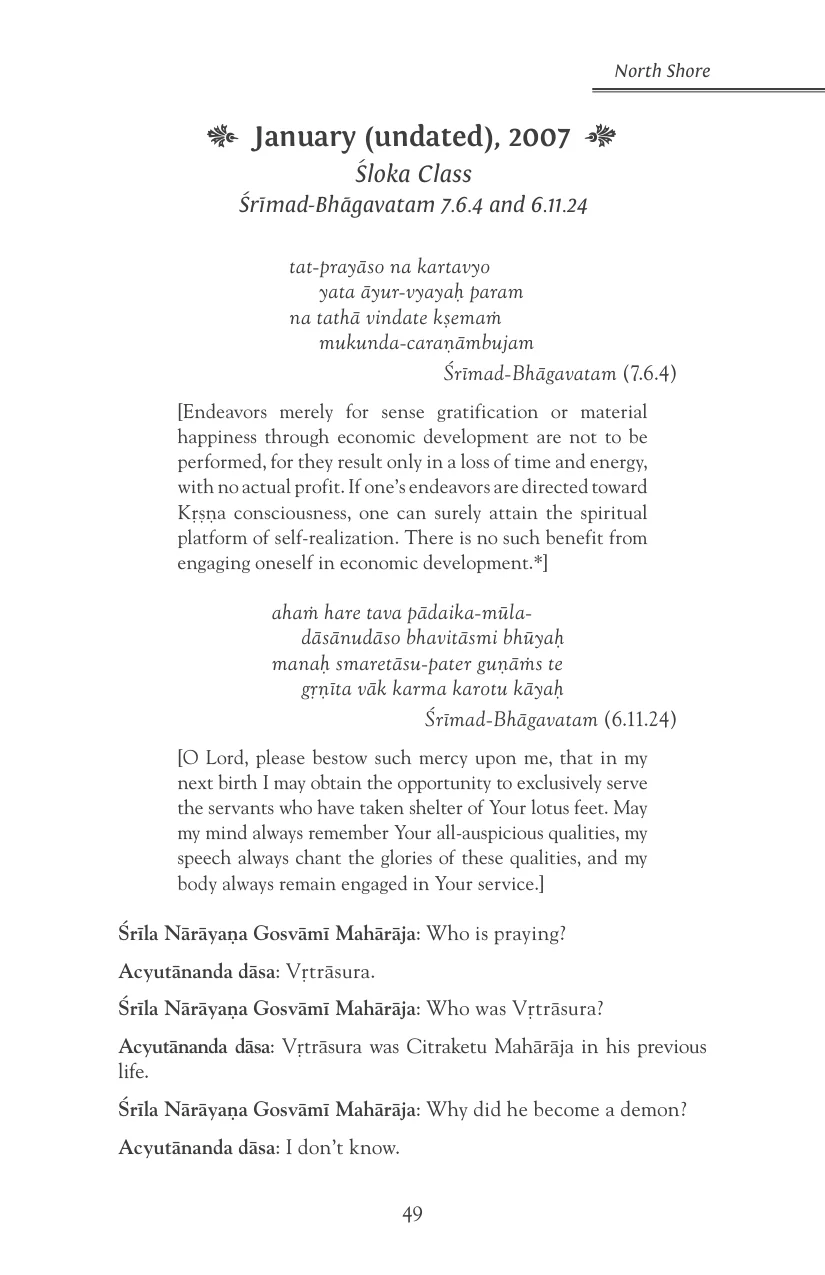 North Shore
January (undated), 2007
Śloka Class
Śrīmad-Bhāgavatam 7.6.4 and 6.11.24
tat-prayāso na kartavyo
yata āyur-vyayaḥ param
na tathā vindate kṣemaṁ
mukunda-caraṇāmbujam
Śrīmad-Bhāgavatam (7.6.4)
[Endeavors merely for sense gratification or material
happiness through economic development are not to be
performed, for they result only in a loss of time and energy,
with no actual profit. If one's endeavors are directed toward
Kṛṣṇa consciousness, one can surely attain the spiritual
platform of self-realization. There is no such benefit from
engaging oneself in economic development.*]
ahaṁ hare tava pādaika-mūla-
dāsānudāso bhavitāsmi bhūyaḥ
manaḥ smaretāsu-pater guṇāṁs te
gṛṇīta vāk karma karotu kāyaḥ
Śrīmad-Bhāgavatam (6.11.24)
[O Lord, please bestow such mercy upon me, that in my
next birth I may obtain the opportunity to exclusively serve
the servants who have taken shelter of Your lotus feet. May
my mind always remember Your all-auspicious qualities, my
speech always chant the glories of these qualities, and my
body always remain engaged in Your service.]
Śrīla Nārāyaṇa Gosvāmī Mahārāja: Who is praying?
Acyutānanda dāsa: Vṛtrāsura.
Śrīla Nārāyaṇa Gosvāmī Mahārāja: Who was Vṛtrāsura?
Acyutānanda dāsa: Vṛtrāsura was Citraketu Mahārāja in his previous
life.
Śrīla Nārāyaṇa Gosvāmī Mahārāja: Why did he become a demon?
Acyutānanda dāsa: I don't know.
49